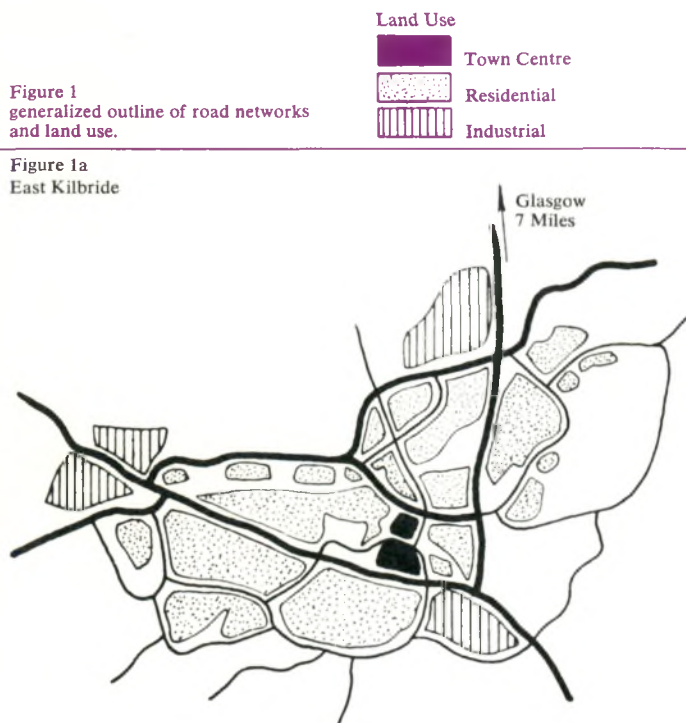 Land Use
Town Centre
Residential
Industrial
Figure 1
generalized outline of road networks
and land use.
Figure 1a
East Kilbride
Glasgow
7 Miles